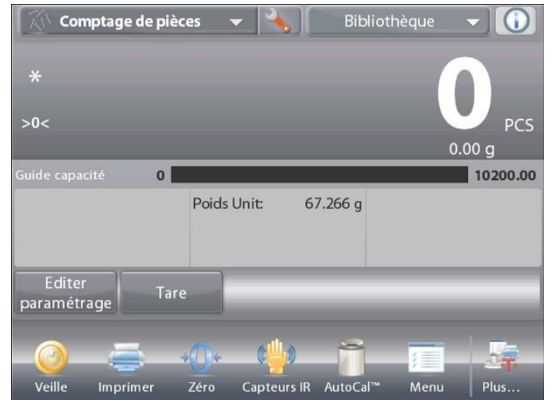 Comptage de pièces
Bibliothèque
*
0
>0<
PCS
0.00 g
Guide capacité 0 10200.00
Poids Unit: 67.266 g
Editer
paramétrage
Tare
Veille Imprimer Zéro Capteurs IR AutoCal™ Menu Plus...